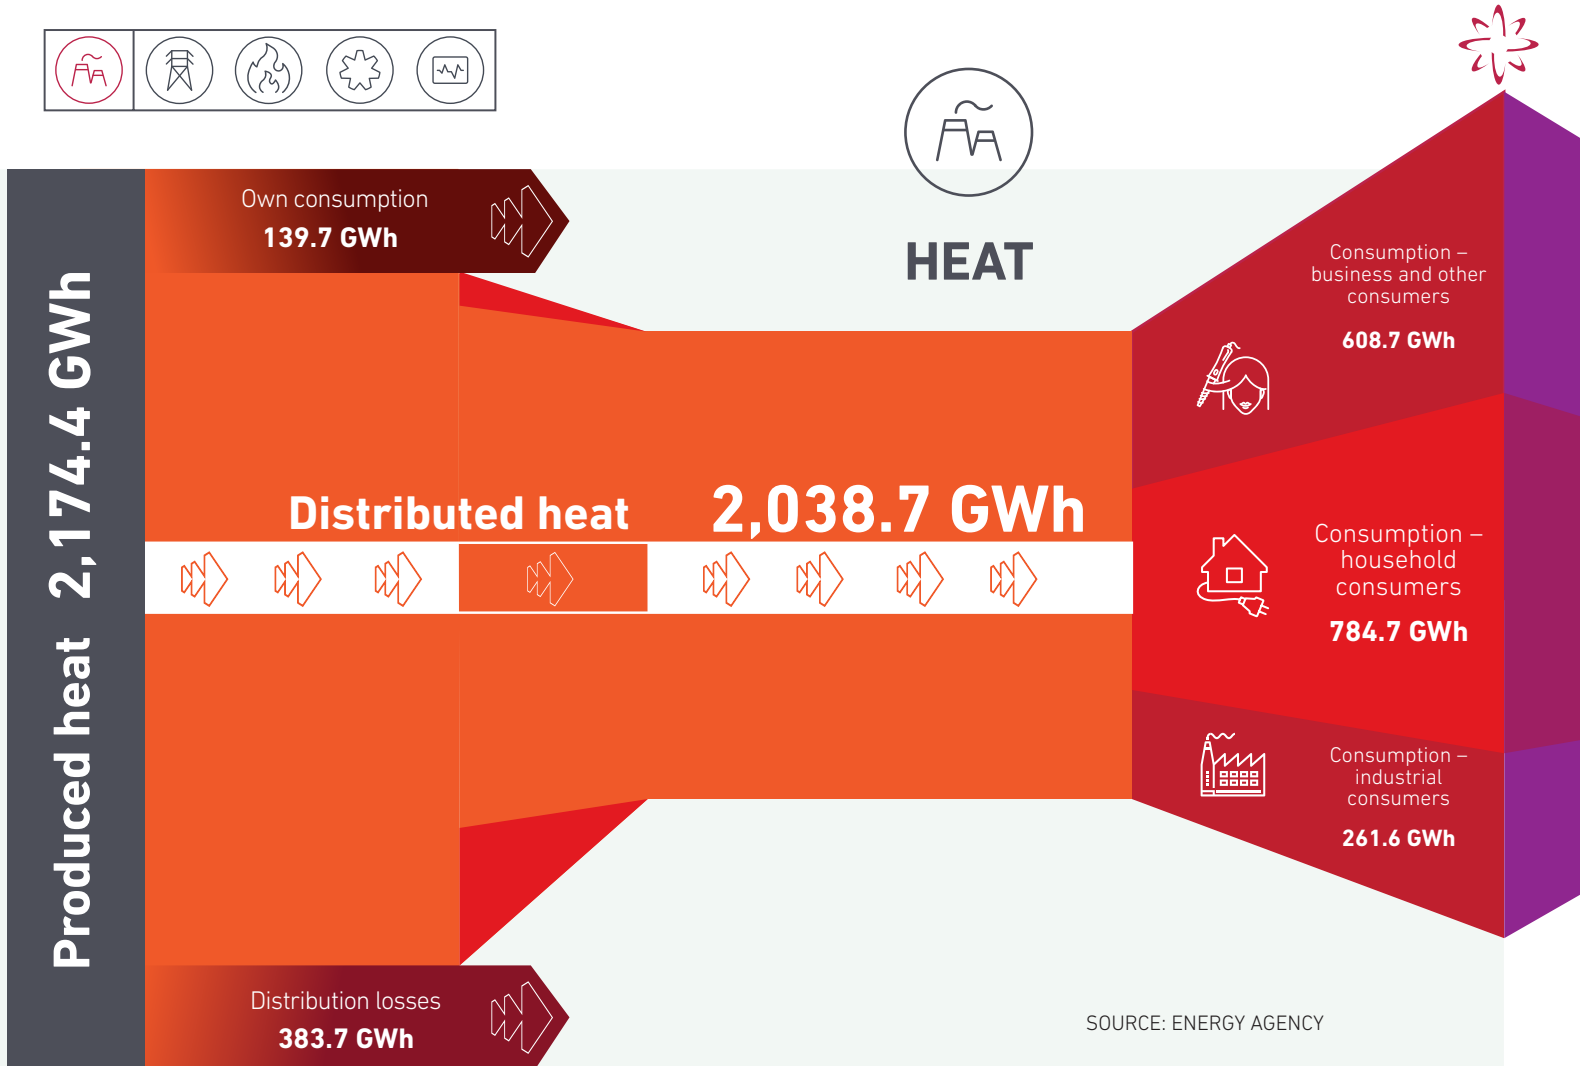 Produced heat 2,174.4 GWh
Own consumption
139.7 GWh
HEAT
Distributed heat 2,038.7 GWh
Distribution losses
383.7 GWh
Consumption –
business and other
consumers
608.7 GWh
Consumption –
household
consumers
784.7 GWh
Consumption –
industrial
consumers
261.6 GWh
SOURCE: ENERGY AGENCY